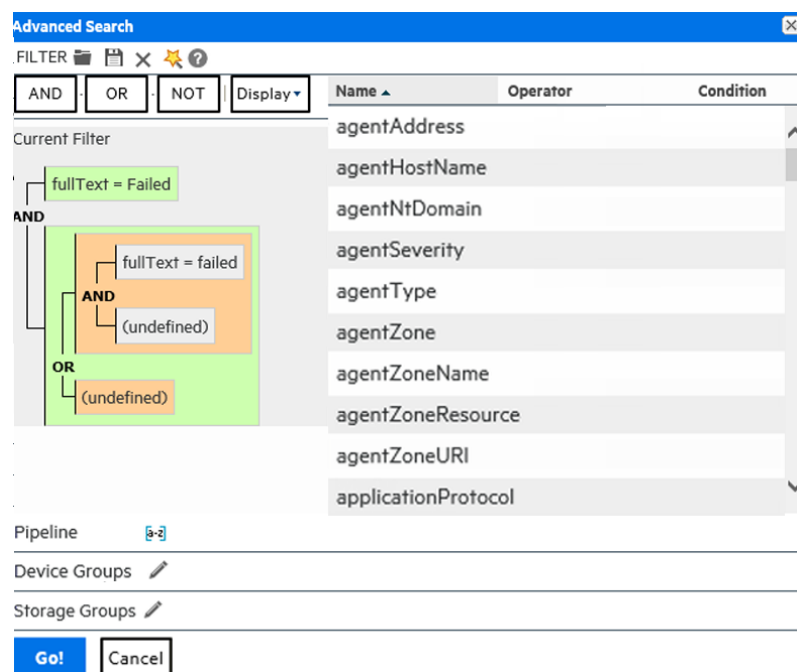 Advanced Search
FILTER
AND OR NOT Display
Name Operator Condition
Current Filter
fullText = Failed
AND
fullText = failed
AND
(undefined)
OR
(undefined)
agentAddress
agentHostName
agentNtDomain
agentSeverity
agentType
agentZone
agentZoneName
agentZoneResource
agentZoneURI
applicationProtocol
Pipeline [a-z]
Device Groups
Storage Groups
Go! Cancel